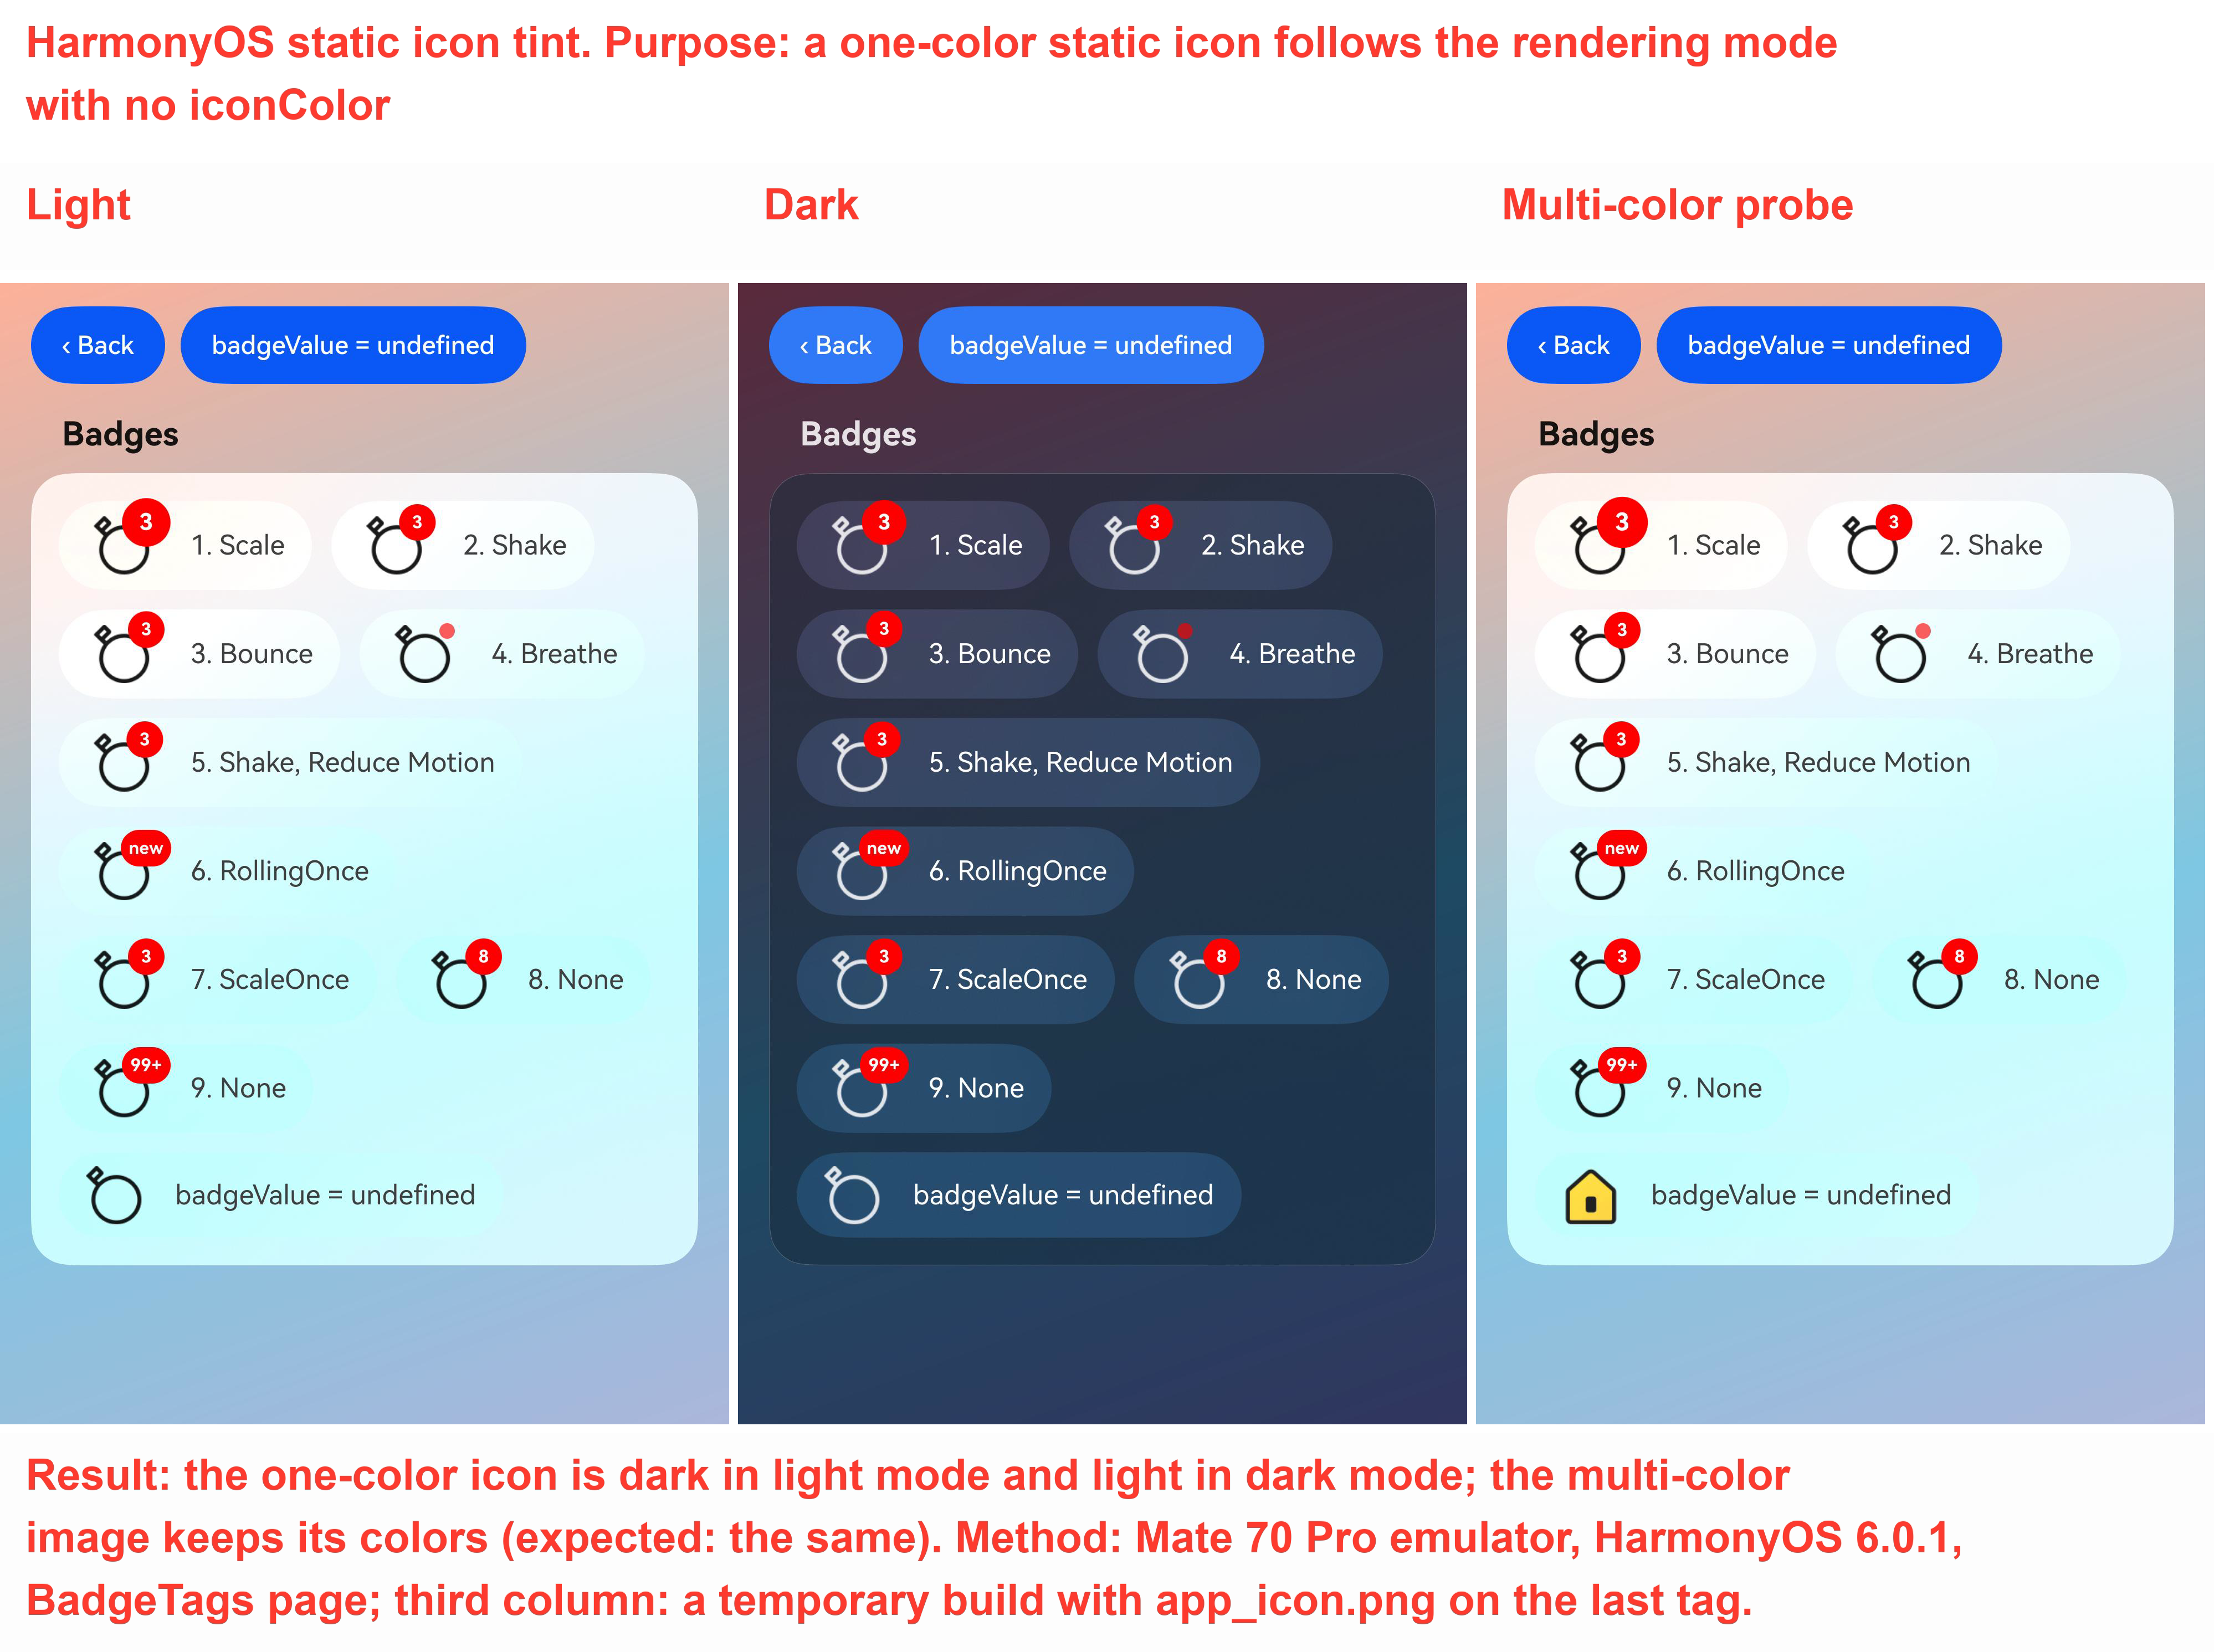 HarmonyOS static icon tint. Purpose: a one-color static icon follows the rendering mode
with no iconColor
Light
Dark
Multi-color probe
‹ Back
badgeValue = undefined
Badges
3
1. Scale
3
2. Shake
3
3. Bounce
4. Breathe
3
5. Shake, Reduce Motion
new
6. RollingOnce
3
7. ScaleOnce
8
8. None
99+
9. None
badgeValue = undefined
‹ Back
badgeValue = undefined
Badges
3
1. Scale
3
2. Shake
3
3. Bounce
4. Breathe
3
5. Shake, Reduce Motion
new
6. RollingOnce
3
7. ScaleOnce
8
8. None
99+
9. None
badgeValue = undefined
‹ Back
badgeValue = undefined
Badges
3
1. Scale
3
2. Shake
3
3. Bounce
4. Breathe
3
5. Shake, Reduce Motion
new
6. RollingOnce
3
7. ScaleOnce
8
8. None
99+
9. None
badgeValue = undefined
Result: the one-color icon is dark in light mode and light in dark mode; the multi-color
image keeps its colors (expected: the same). Method: Mate 70 Pro emulator, HarmonyOS 6.0.1,
BadgeTags page; third column: a temporary build with app_icon.png on the last tag.